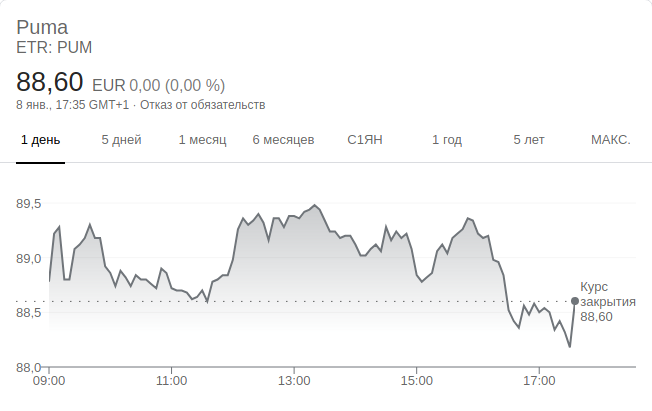 Puma
ETR: PUM
88,60 EUR 0,00 (0,00 %)
8 янв., 17:35 GMT+1 · Отказ от обязательств
1 день 5 дней 1 месяц 6 месяцев С1ЯН 1 год 5 лет МАКС.
89,5
89,0
88,5
88,0
Курс
закрытия
88,60
09:00 11:00 13:00 15:00 17:00